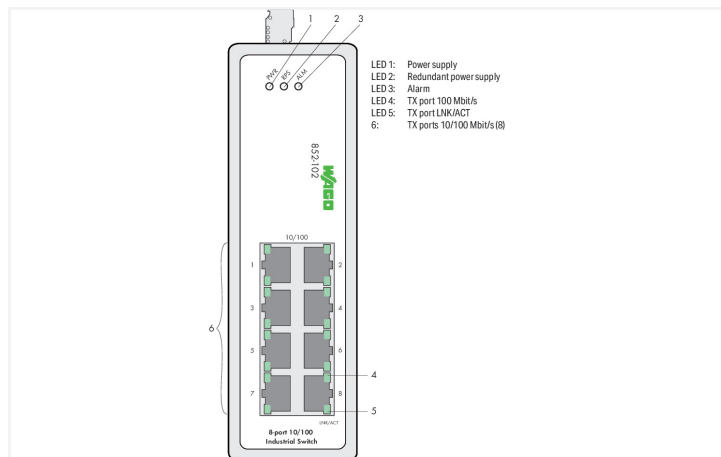 1 2 3
PWR RPS ALM
LED 1: Power supply
LED 2: Redundant power supply
LED 3: Alarm
LED 4: TX port 100 Mbit/s
LED 5: TX port LNK/ACT
6: TX ports 10/100 Mbit/s (8)
852-102
WAGO
10/100
1 2
3 4
6
5 6
4
7 8
5
LNK/ACT
8-port 10/100
Industrial Switch